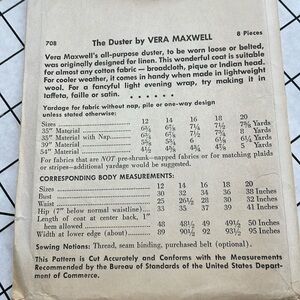 708 The Duster by VERA MAXWELL 8 Pieces
Vera Maxwell's all-purpose duster, to be worn loose or belted,
was originally designed for linen. This wonderful coat is suitable
for almost any cotton fabric — broadcloth, pique or Indian head.
For cooler weather, it comes in handy when made in lightweight
wool. For a fancyful light evening wrap, try making it in
taffeta, faille or satin.
Yardage for fabric without nap, pile or one-way design
unless stated otherwise:
Sizes 12 14 16 18 20
35" Material Yards
35" Material with Nap Yards
39" Material Yards
54" Material Yards
For fabrics that are NOT pre-shrunk—napped fabrics or for matching plaids
or stripes—additional yardage would be suggested.
CORRESPONDING BODY MEASUREMENTS:
Sizes 12 14 16 18 20
Bust 30 32 34 36 38 Inches
Waist 25 26½ 28 30 32 Inches
Hip (7" below normal waistline) 33 35 37 39 41 Inches
Length of coat at center back, 1"
hem allowed 48 48½ 49 49½ 50 Inches
Width at lower edge (about) 89 90½ 92 94 95 Inches
Sewing Notions: Thread, seam binding, purchased belt (optional).
This Pattern is Cut Accurately and Conforms with the Measurements
Recommended by the Bureau of Standards of the United States Depart-
ment of Commerce.